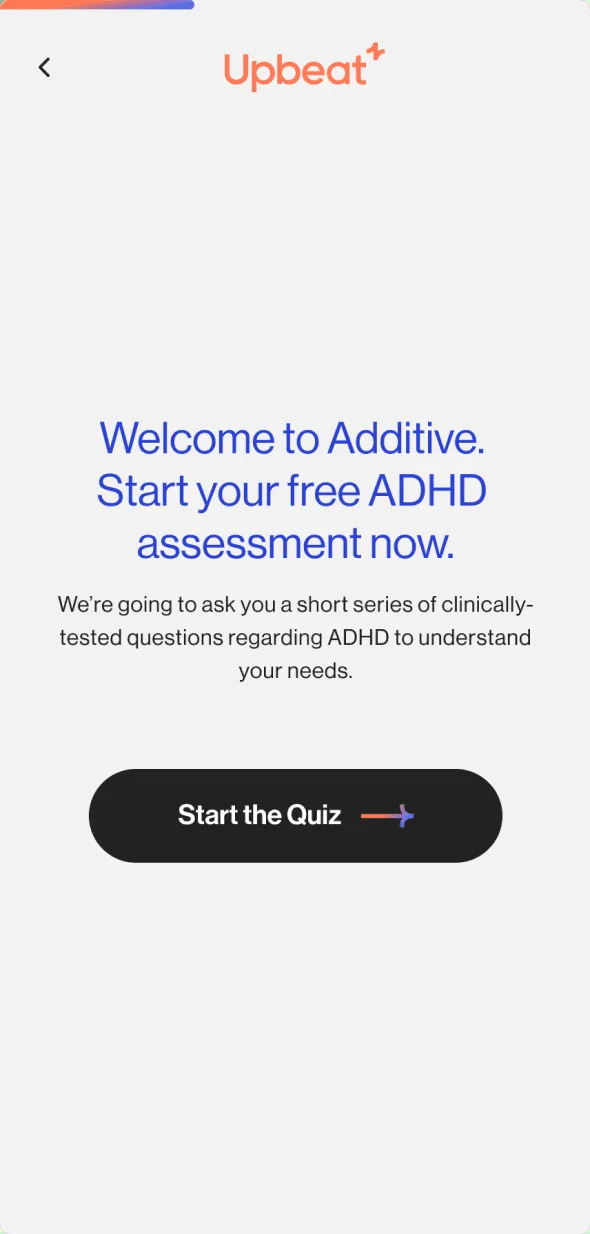 Upbeat
Welcome to Additive.
Start your free ADHD
assessment now.
We’re going to ask you a short series of clinically-
tested questions regarding ADHD to understand
your needs.
Start the Quiz